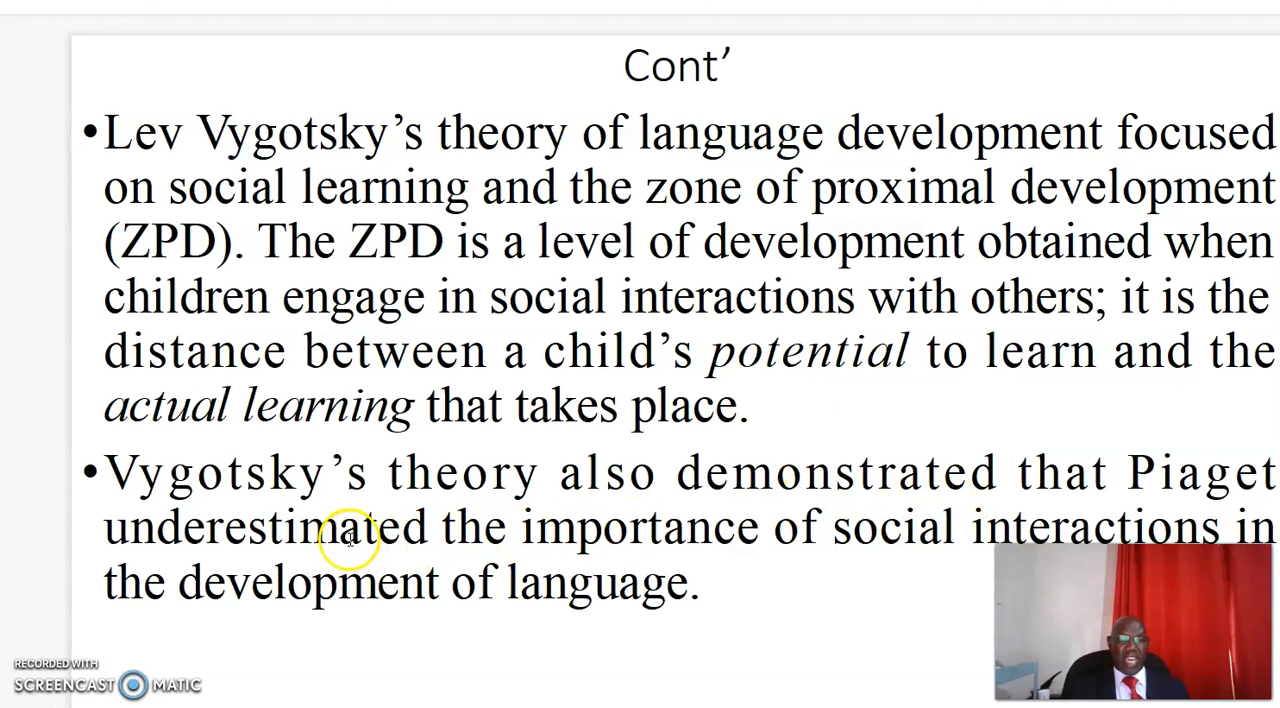 Cont’
•Lev Vygotsky’s theory of language development focused
on social learning and the zone of proximal development
(ZPD). The ZPD is a level of development obtained when
children engage in social interactions with others; it is the
distance between a child’s potential to learn and the
actual learning that takes place.
•Vygotsky’s theory also demonstrated that Piaget
underestimated the importance of social interactions in
the development of language.
RECORDED WITH
SCREENCAST MATIC